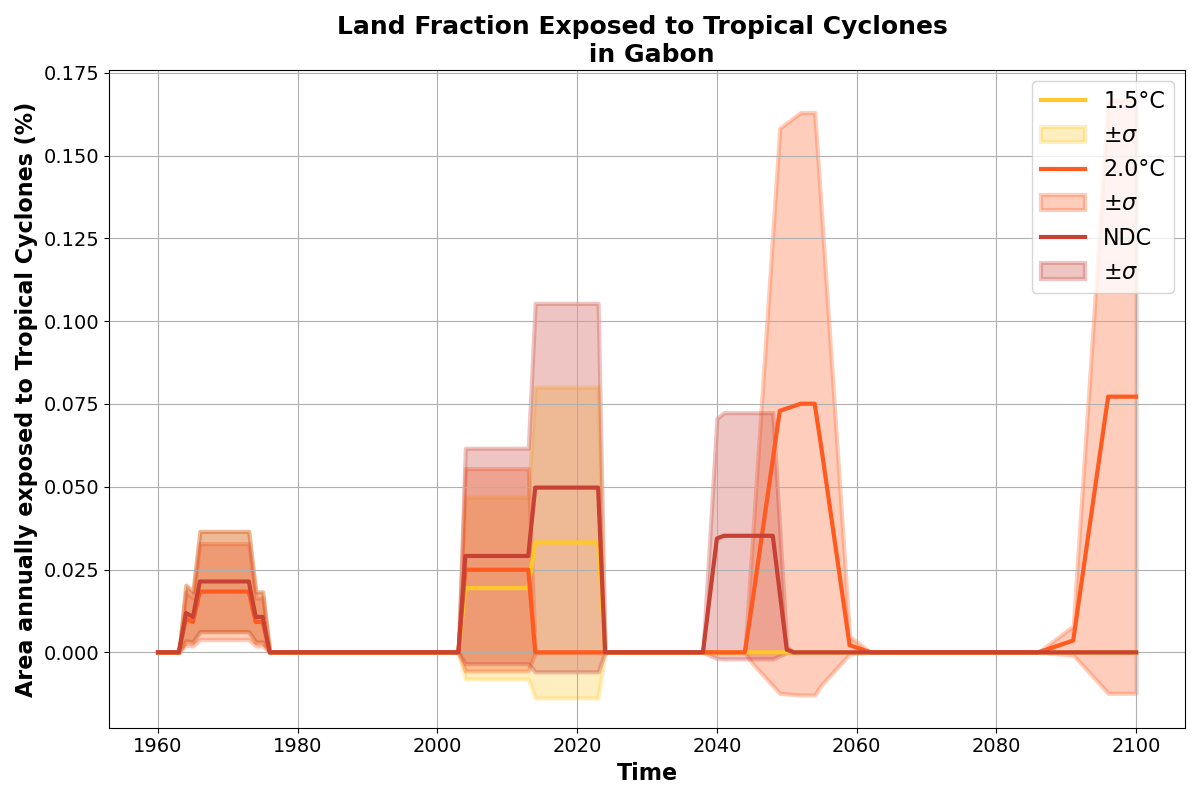 Land Fraction Exposed to Tropical Cyclones
in Gabon
Area annually exposed to Tropical Cyclones (%)
0.175
0.150
0.125
0.100
0.075
0.050
0.025
0.000
1960
1980
2000
2020
2040
2060
2080
2100
Time
1.5°C
±σ
2.0°C
±σ
NDC
±σ